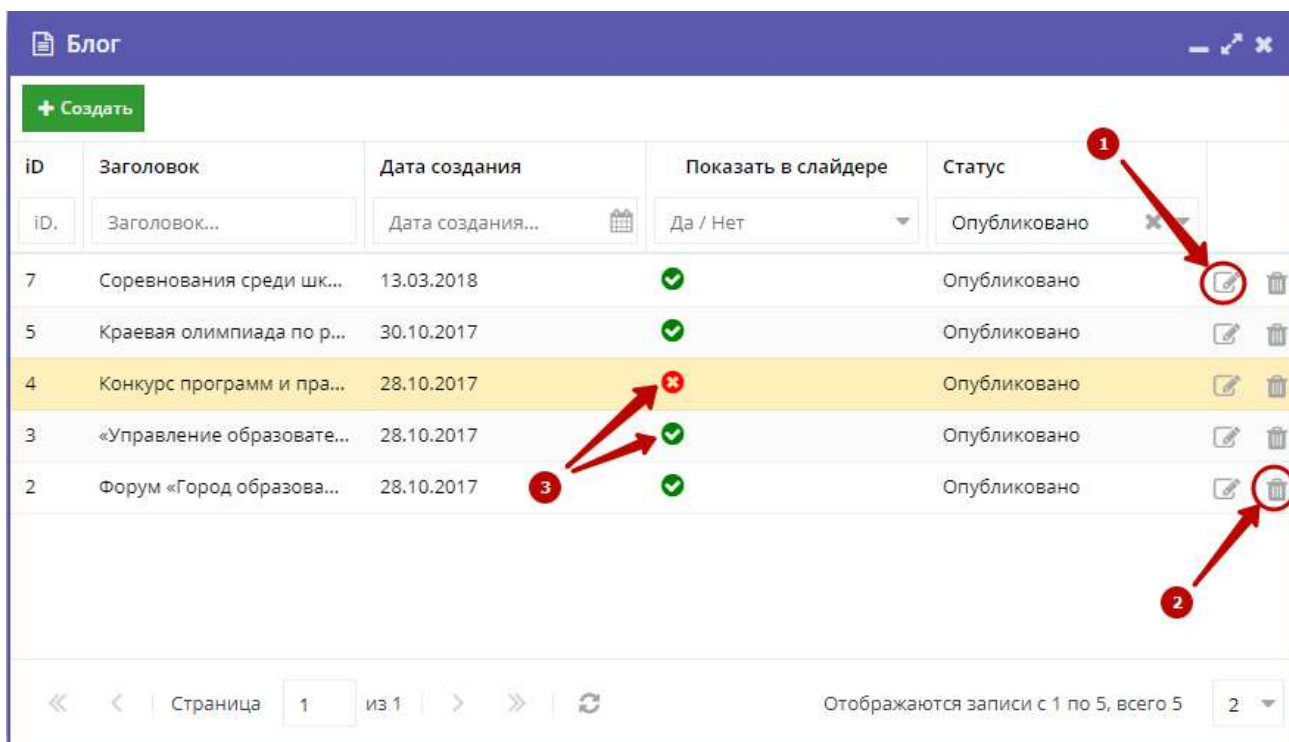 Блог
+ Создать
iD Заголовок Дата создания Показать в слайдере Статус
iD. Заголовок... Дата создания... Да / Нет Опубликовано
1
7 Соревнования среди шк... 13.03.2018 Опубликовано
5 Краевая олимпиада по р... 30.10.2017 Опубликовано
4 Конкурс программ и пра... 28.10.2017 Опубликовано
3 «Управление образовате... 28.10.2017 Опубликовано
2 Форум «Город образова... 28.10.2017 Опубликовано
3
2
Страница 1 из 1 Отображаются записи с 1 по 5, всего 5 2